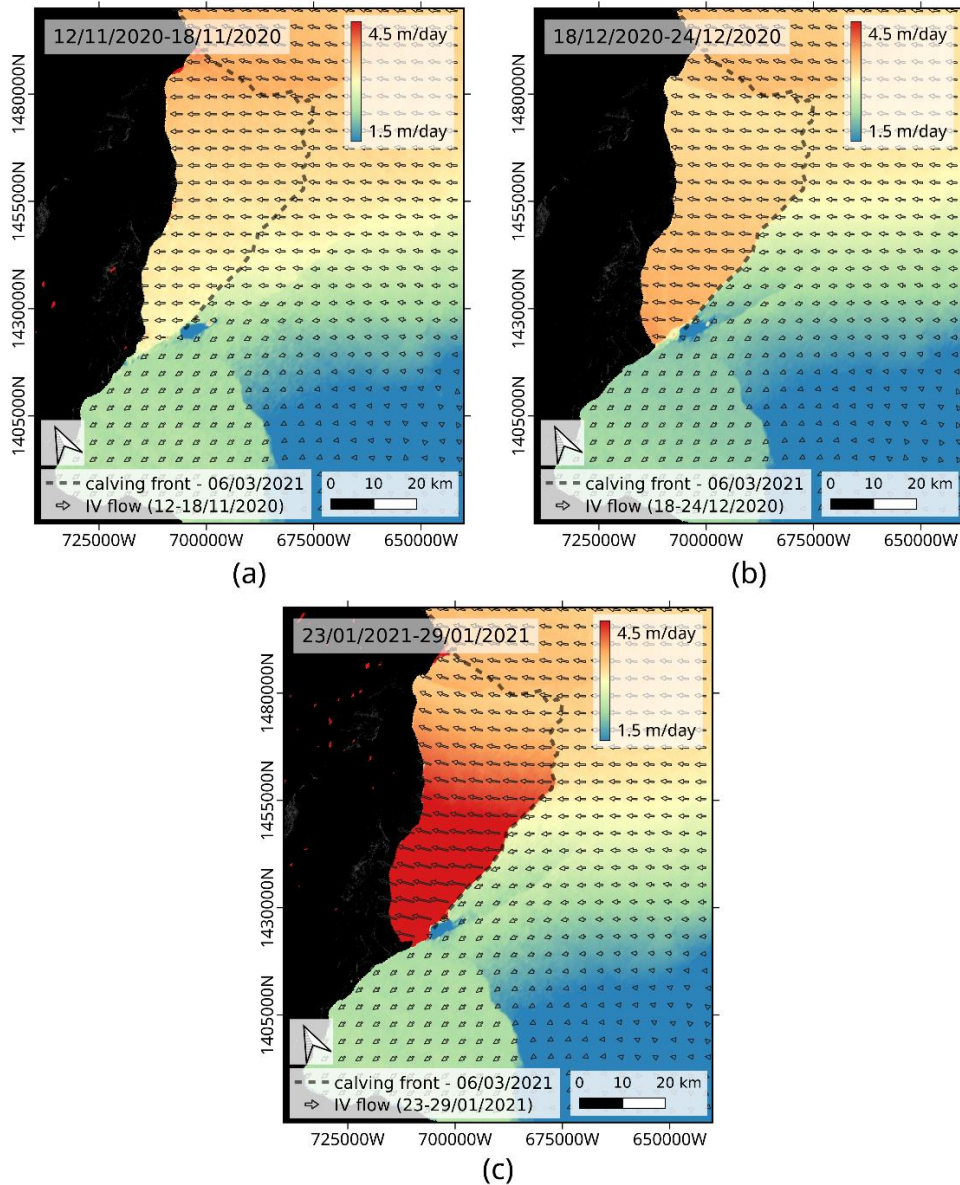 12/11/2020-18/11/2020
4.5 m/day
1.5 m/day
1480000N
1455000N
1430000N
1405000N
calving front - 06/03/2021
IV flow (12-18/11/2020)
0 10 20 km
725000W 700000W 675000W 650000W
(a)
18/12/2020-24/12/2020
4.5 m/day
1.5 m/day
1480000N
1455000N
1430000N
1405000N
calving front - 06/03/2021
IV flow (18-24/12/2020)
0 10 20 km
725000W 700000W 675000W 650000W
(b)
23/01/2021-29/01/2021
4.5 m/day
1.5 m/day
1480000N
1455000N
1430000N
1405000N
calving front - 06/03/2021
IV flow (23-29/01/2021)
0 10 20 km
725000W 700000W 675000W 650000W
(c)